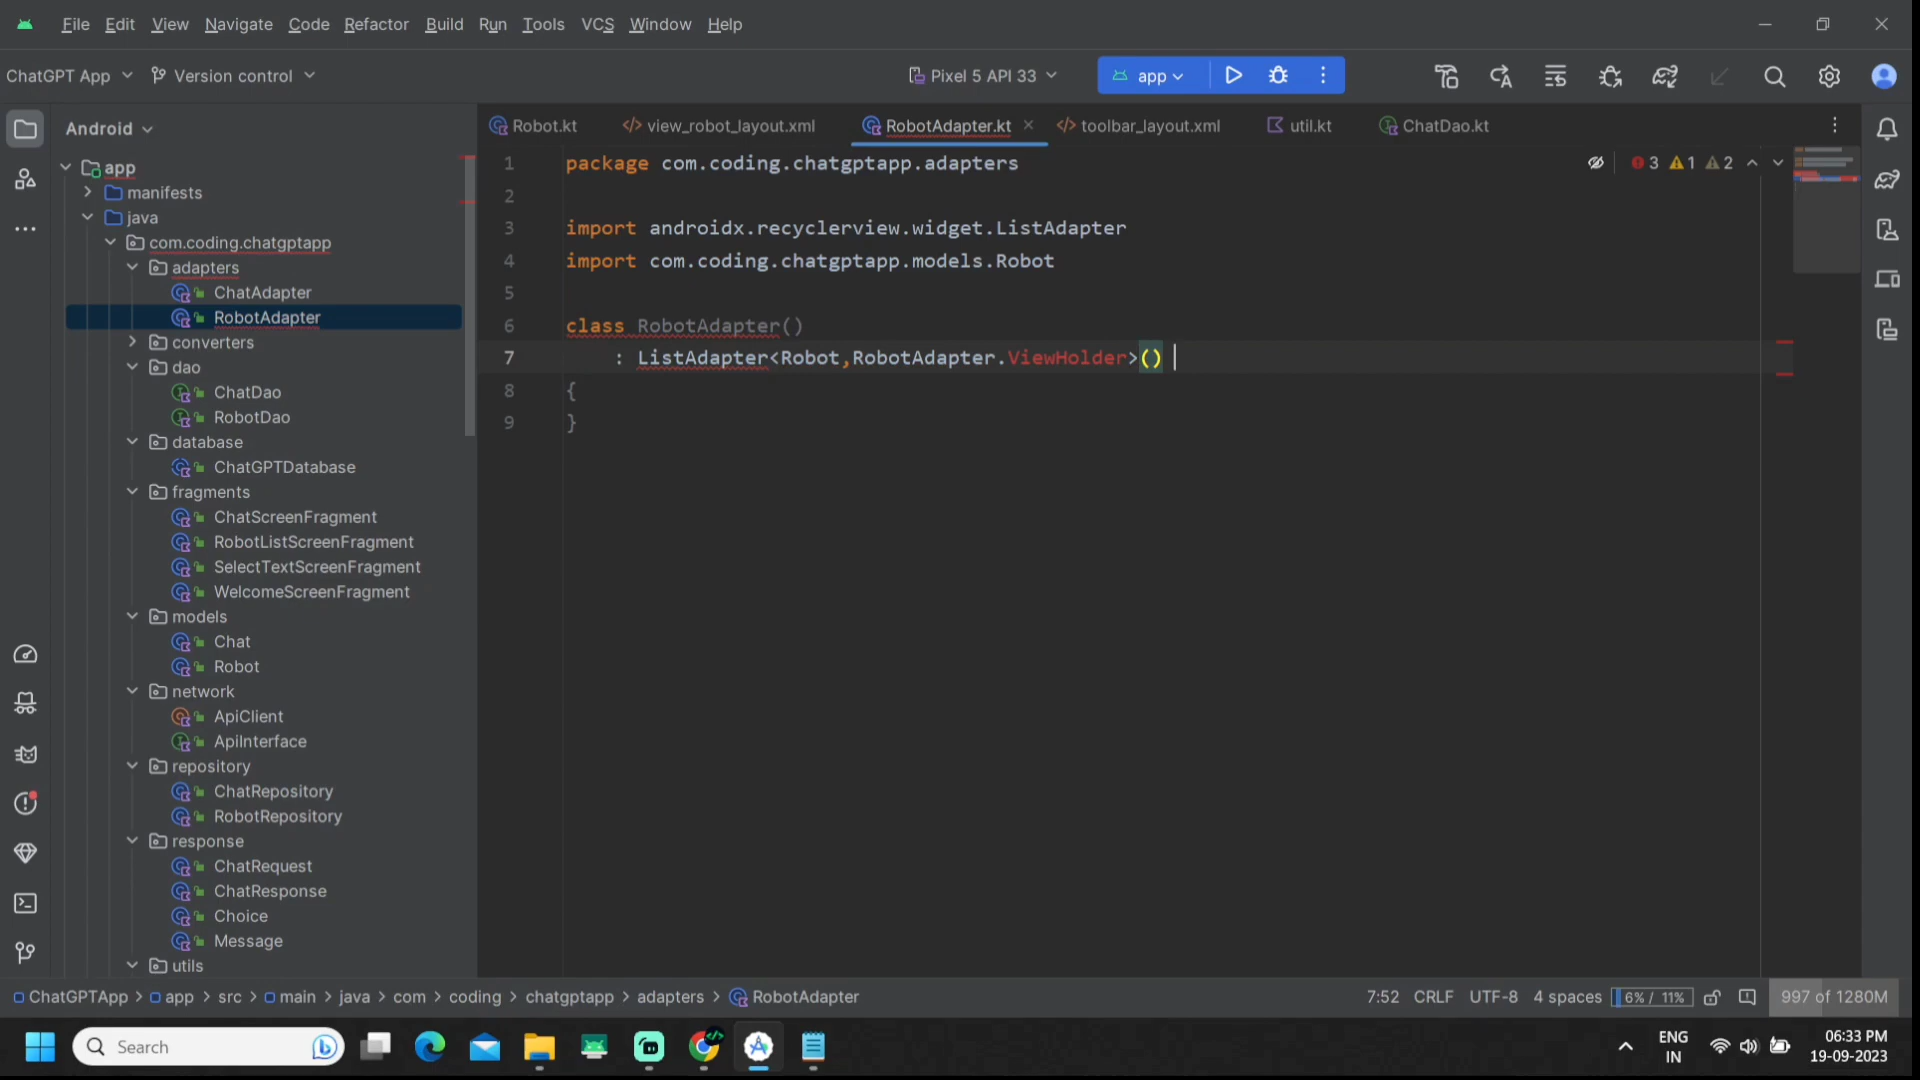 File Edit View Navigate Code Refactor Build Run Tools VCS Window Help
ChatGPT App Version control Pixel 5 API 33 app
Android
Robot.kt view_robot_layout.xml RobotAdapter.kt toolbar_layout.xml util.kt ChatDao.kt
app
manifests
java
com.coding.chatgptapp
adapters
ChatAdapter
RobotAdapter
converters
dao
ChatDao
RobotDao
database
ChatGPTDatabase
fragments
ChatScreenFragment
RobotListScreenFragment
SelectTextScreenFragment
WelcomeScreenFragment
models
Chat
Robot
network
ApiClient
ApiInterface
repository
ChatRepository
RobotRepository
response
ChatRequest
ChatResponse
Choice
Message
utils
3 1 2
1 package com.coding.chatgptapp.adapters
2
3 import androidx.recyclerview.widget.ListAdapter
4 import com.coding.chatgptapp.models.Robot
5
6 class RobotAdapter()
7 : ListAdapter<Robot,RobotAdapter.ViewHolder>()
8 {
9 }
ChatGPTApp > app > src > main > java > com > coding > chatgptapp > adapters > RobotAdapter
7:52 CRLF UTF-8 4 spaces 6% / 11% 997 of 1280M
Search
ENG
IN
06:33 PM
19-09-2023